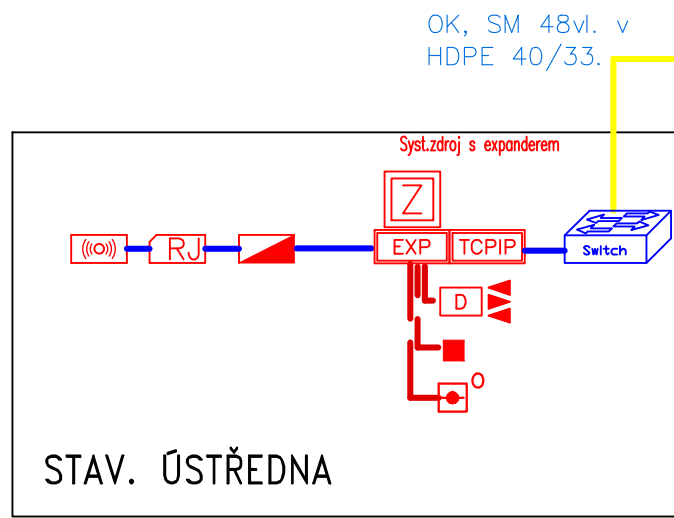 OK, SM 48vl. v
HDPE 40/33.
Syst.zdroj s expanderem
Z
RJ
EXP
TCPIP
Switch
D
O
STAV. ÚSTŘEDNA